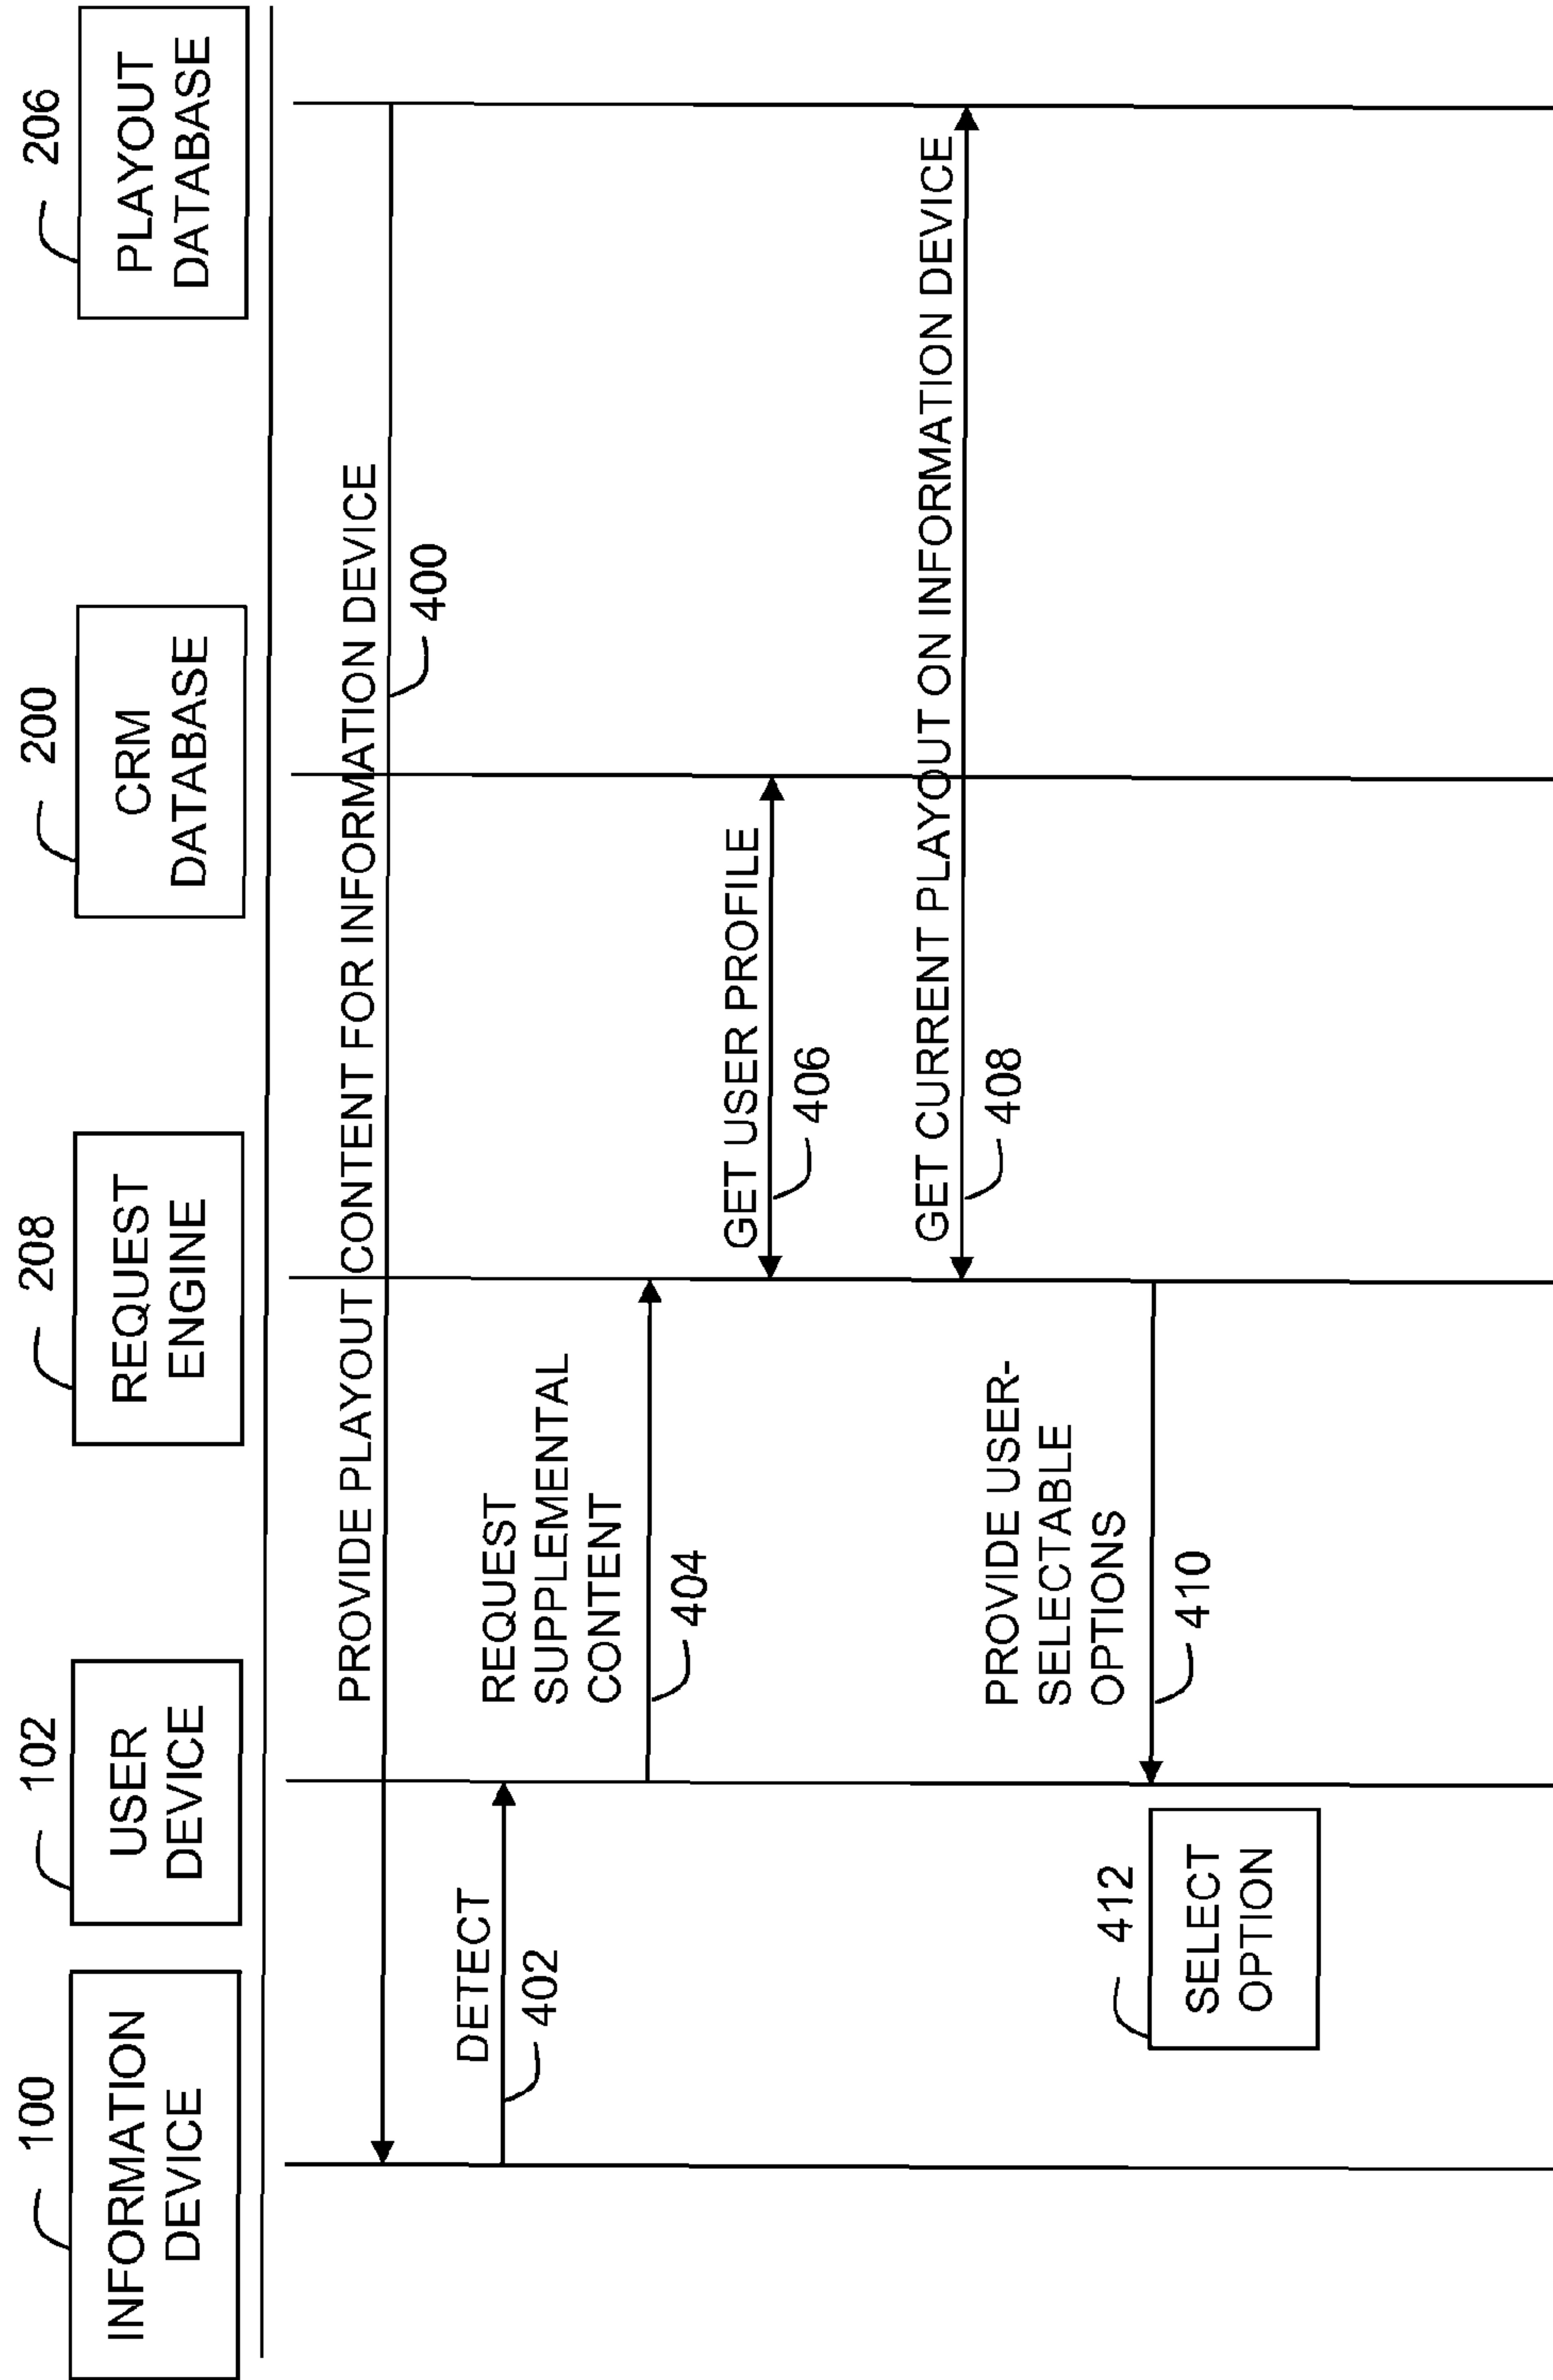 100
102
208
200
206
INFORMATION
DEVICE
USER
DEVICE
REQUEST
ENGINE
CRM
DATABASE
PLAYOUT
DATABASE
PROVIDE PLAYOUT CONTENT FOR INFORMATION DEVICE
400
DETECT
402
REQUEST
SUPPLEMENTAL
CONTENT
404
GET USER PROFILE
406
GET CURRENT PLAYOUT ON INFORMATION DEVICE
408
PROVIDE USER-
SELECTABLE
OPTIONS
410
412
SELECT
OPTION